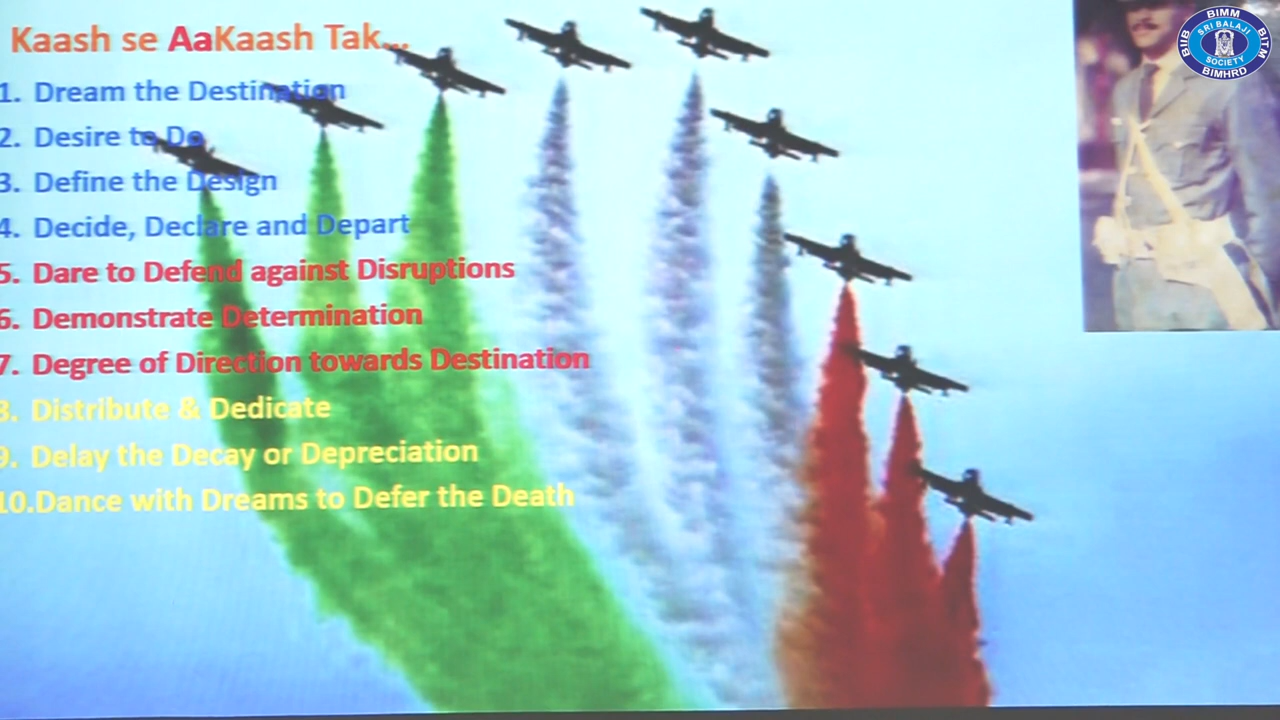 Kaash se AaKaash Tak...
1. Dream the Destination
2. Desire to Do
3. Define the Design
4. Decide, Declare and Depart
5. Dare to Defend against Disruptions
6. Demonstrate Determination
7. Degree of Direction towards Destination
8. Distribute & Dedicate
9. Delay the Decay or Depreciation
10.Dance with Dreams to Defer the Death
BIMM
BIIB
SRI BALAJI
SOCIETY
BITM
BIMHRD